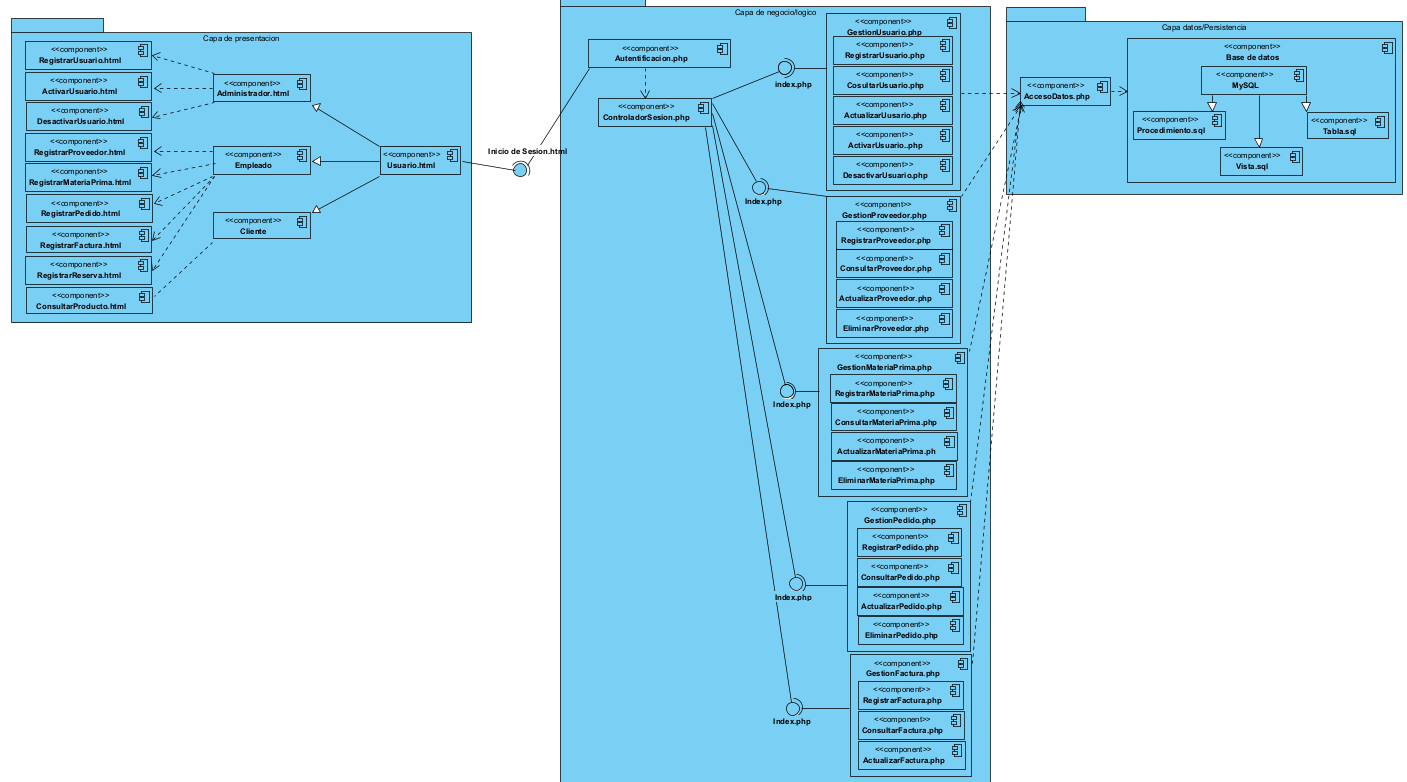 Capa de presentacion
<<component>>
RegistrarUsuario.html
<<component>>
ActivarUsuario.html
<<component>>
DesactivarUsuario.html
<<component>>
RegistrarProveedor.html
<<component>>
RegistrarMateriaPrima.html
<<component>>
RegistrarPedido.html
<<component>>
RegistrarFactura.html
<<component>>
RegistrarReserva.html
<<component>>
ConsultarProducto.html
<<component>>
Administrador.html
<<component>>
Empleado
<<component>>
Cliente
<<component>>
Usuario.html
Inicio de Sesion.html
Capa de negocio/logico
<<component>>
Autentificacion.php
<<component>>
ControladorSesion.php
index.php
Index.php
Index.php
Index.php
Index.php
<<component>>
GestionUsuario.php
<<component>>
RegistrarUsuario.php
<<component>>
CosultarUsuario.php
<<component>>
ActualizarUusario.php
<<component>>
ActivarUsuario..php
<<component>>
DesactivarUsuario.php
<<component>>
GestionProveedor.php
<<component>>
RegistrarProveedor.php
<<component>>
ConsultarProveedor.php
<<component>>
ActualizarProveedor.php
<<component>>
EliminarProveedor.php
<<component>>
GestionMateriaPrima.php
<<component>>
RegistrarMateriaPrima.php
<<component>>
ConsultarMateriaPrima.php
<<component>>
ActualizarMateriaPrima.ph
<<component>>
EliminarMateriaPrima.php
<<component>>
GestionPedido.php
<<component>>
RegistrarPedido.php
<<component>>
ConsultarPedido.php
<<component>>
ActualizarPedido.php
<<component>>
EliminarPedido.php
<<component>>
GestionFactura.php
<<component>>
RegistrarFactura.php
<<component>>
ConsultarFactura.php
<<component>>
ActualizarFactura.php
Capa datos/Persistencia
<<component>>
AccesoDatos.php
<<component>>
Base de datos
<<component>>
MySQL
<<component>>
Procedimiento.sql
<<component>>
Tabla.sql
<<component>>
Vista.sql